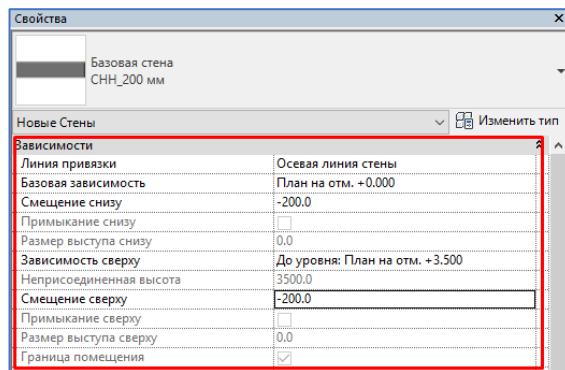 Свойства
Базовая стена
СНН_200 мм
Новые Стены Изменить тип
Зависимости
Линия привязки Осевая линия стены
Базовая зависимость План на отм. +0.000
Смещение снизу -200.0
Примыкание снизу
Размер выступа снизу 0.0
Зависимость сверху До уровня: План на отм. +3.500
Неприсоединенная высота 3500.0
Смещение сверху -200.0
Примыкание сверху
Размер выступа сверху 0.0
Граница помещения